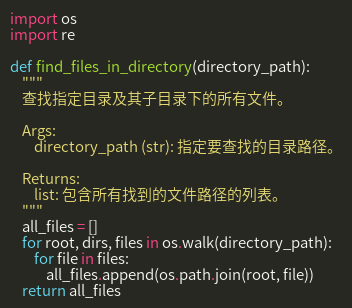 import os
import re

def find_files_in_directory(directory_path):
    """
    查找指定目录及其子目录下的所有文件。

    Args:
        directory_path (str): 指定要查找的目录路径。

    Returns:
        list: 包含所有找到的文件路径的列表。
    """
    all_files = []
    for root, dirs, files in os.walk(directory_path):
        for file in files:
            all_files.append(os.path.join(root, file))
    return all_files